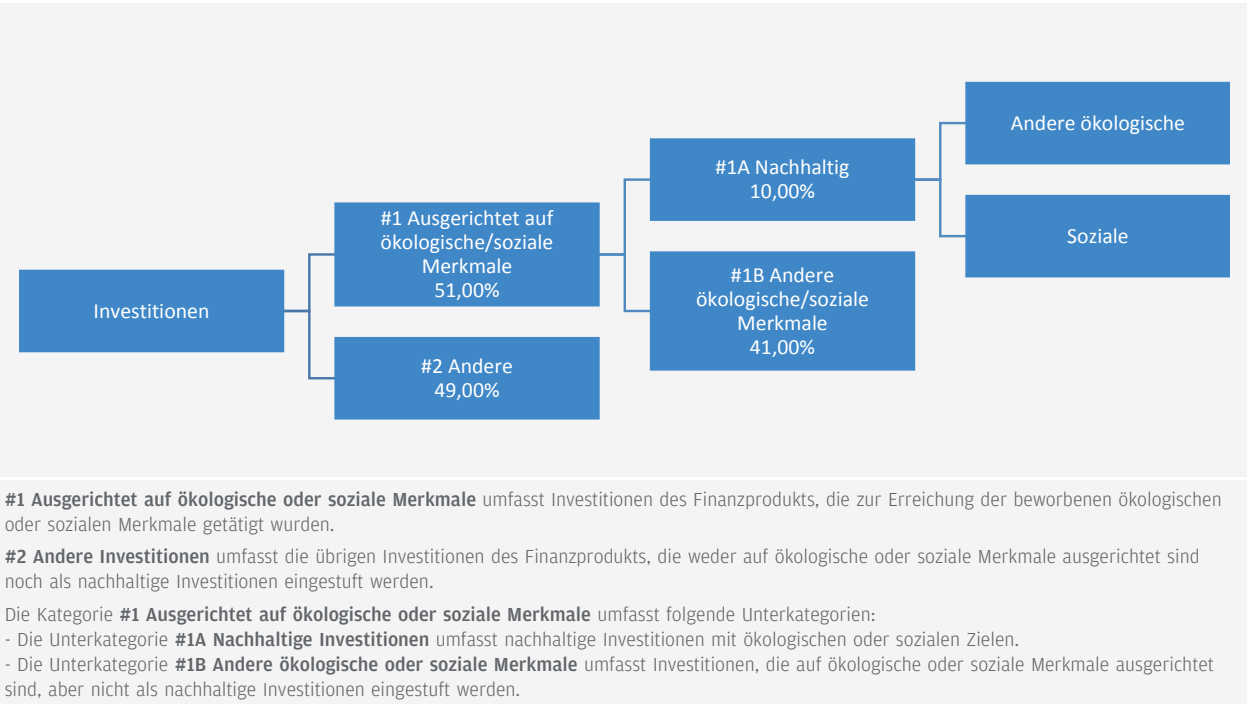 Investitionen
#1 Ausgerichtet auf
ökologische/soziale
Merkmale
51,00%
#2 Andere
49,00%
#1A Nachhaltig
10,00%
#1B Andere
ökologische/soziale
Merkmale
41,00%
Andere ökologische
Soziale
#1 Ausgerichtet auf ökologische oder soziale Merkmale umfasst Investitionen des Finanzprodukts, die zur Erreichung der beworbenen ökologischen
oder sozialen Merkmale getätigt wurden.
#2 Andere Investitionen umfasst die übrigen Investitionen des Finanzprodukts, die weder auf ökologische oder soziale Merkmale ausgerichtet sind
noch als nachhaltige Investitionen eingestuft werden.
Die Kategorie #1 Ausgerichtet auf ökologische oder soziale Merkmale umfasst folgende Unterkategorien:
- Die Unterkategorie #1A Nachhaltige Investitionen umfasst nachhaltige Investitionen mit ökologischen oder sozialen Zielen.
- Die Unterkategorie #1B Andere ökologische oder soziale Merkmale umfasst Investitionen, die auf ökologische oder soziale Merkmale ausgerichtet
sind, aber nicht als nachhaltige Investitionen eingestuft werden.